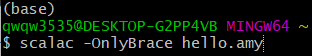 (base)
qwqw3535@DESKTOP-G2PP4VB MINGW64 ~
$ scalac -OnlyBrace hello.amy